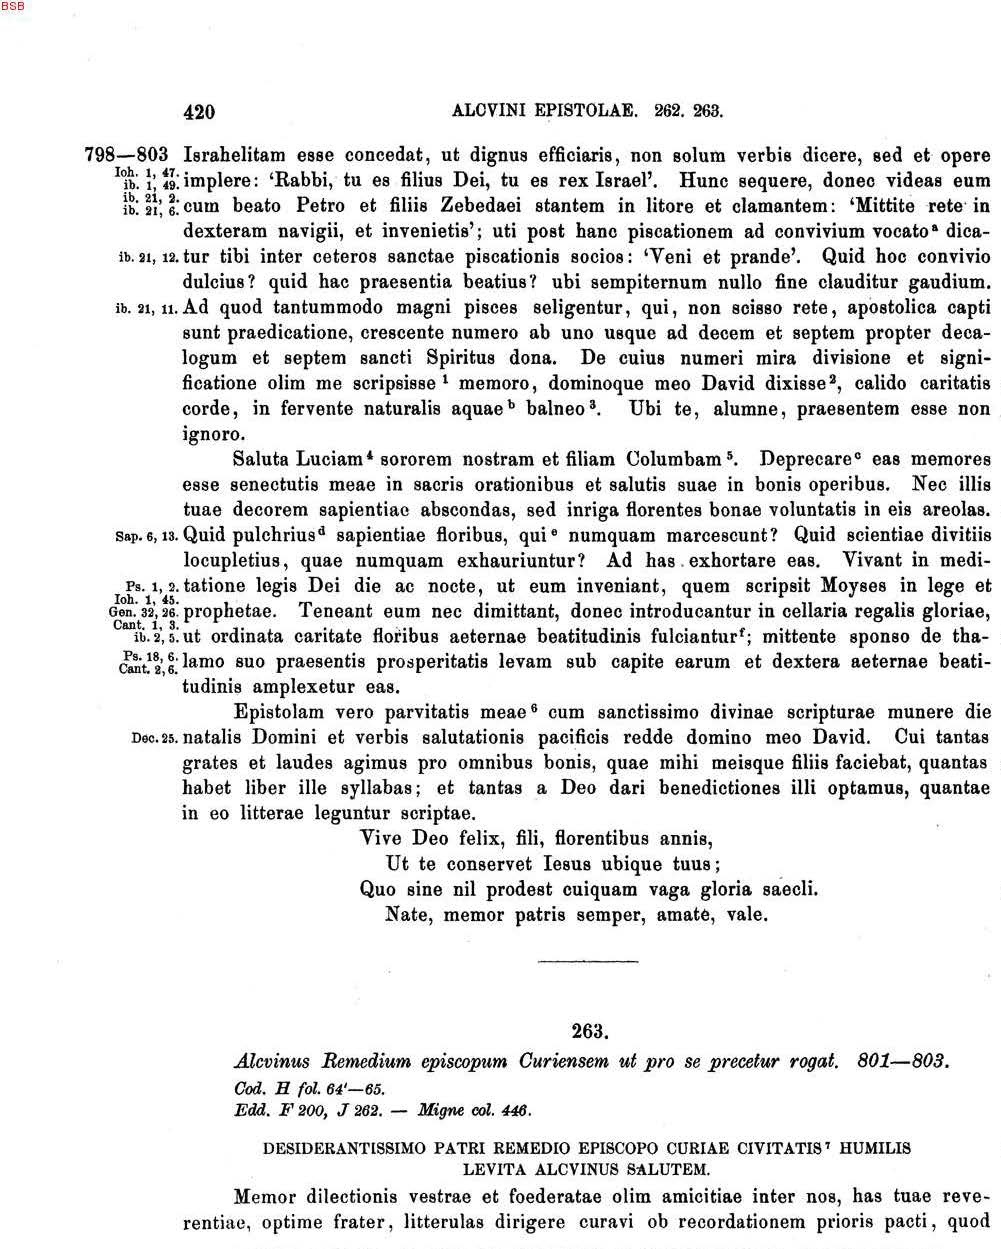 BSB
420 ALCVINI EPISTOLAE. 262. 263.
798—803 Israhelitam esse concedat, ut dignus efficiaris, non solum verbis dicere, sed et opere
Ioh. 1, 47.
ib. 1, 49. implere: ‘Rabbi, tu es filius Dei, tu es rex Israel’. Hunc sequere, donec videas eum
ib. 21, 2.
ib. 21, 6. cum beato Petro et filiis Zebedaei stantem in litore et clamantem: ‘Mittite rete in
dexteram navigii, et invenietis’; uti post hanc piscationem ad convivium vocato a dica-
ib. 21, 12. tur tibi inter ceteros sanctae piscationis socios: ‘Veni et prande’. Quid hoc convivio
dulcius? quid hac praesentia beatius? ubi sempiternum nullo fine clauditur gaudium.
ib. 21, 11. Ad quod tantummodo magni pisces seligentur, qui, non scisso rete, apostolica capti
sunt praedicatione, crescente numero ab uno usque ad decem et septem propter deca-
logum et septem sancti Spiritus dona. De cuius numeri mira divisione et signi-
ficatione olim me scripsisse ¹ memoro, dominoque meo David dixisse², calido caritatis
corde, in fervente naturalis aquae b balneo³. Ubi te, alumne, praesentem esse non
ignoro.
Saluta Luciam⁴ sororem nostram et filiam Columbam⁵. Deprecare c eas memores
esse senectutis meae in sacris orationibus et salutis suae in bonis operibus. Nec illis
tuae decorem sapientiae abscondas, sed inriga florentes bonae voluntatis in eis areolas.
Sap. 6, 13. Quid pulchrius d sapientiae floribus, qui e numquam marcescunt? Quid scientiae divitiis
locupletius, quae numquam exhauriuntur? Ad has exhortare eas. Vivant in medi-
Ps. 1, 2. tatione legis Dei die ac nocte, ut eum inveniant, quem scripsit Moyses in lege et
Ioh. 1, 45.
Gen. 32, 26. prophetae. Teneant eum nec dimittant, donec introducantur in cellaria regalis gloriae,
Cant. 1, 3.
ib. 2, 5. ut ordinata caritate floribus aeternae beatitudinis fulciantur f; mittente sponso de tha-
Ps. 18, 6.
Cant. 2, 6. lamo suo praesentis prosperitatis levam sub capite earum et dextera aeternae beati-
tudinis amplexetur eas.
Epistolam vero parvitatis meae⁶ cum sanctissimo divinae scripturae munere die
Dec. 25. natalis Domini et verbis salutationis pacificis redde domino meo David. Cui tantas
grates et laudes agimus pro omnibus bonis, quae mihi meisque filiis faciebat, quantas
habet liber ille syllabas; et tantas a Deo dari benedictiones illi optamus, quantae
in eo litterae leguntur scriptae.
Vive Deo felix, fili, florentibus annis,
Ut te conservet Iesus ubique tuus;
Quo sine nil prodest cuiquam vaga gloria saecli.
Nate, memor patris semper, amate, vale.
263.
Alcvinus Remedium episcopum Curiensem ut pro se precetur rogat. 801—803.
Cod. H fol. 64'—65.
Edd. F 200, J 262. — Migne col. 446.
DESIDERANTISSIMO PATRI REMEDIO EPISCOPO CURIAE CIVITATIS⁷ HUMILIS
LEVITA ALCVINUS SALUTEM.
Memor dilectionis vestrae et foederatae olim amicitiae inter nos, has tuae reve-
rentiae, optime frater, litterulas dirigere curavi ob recordationem prioris pacti, quod